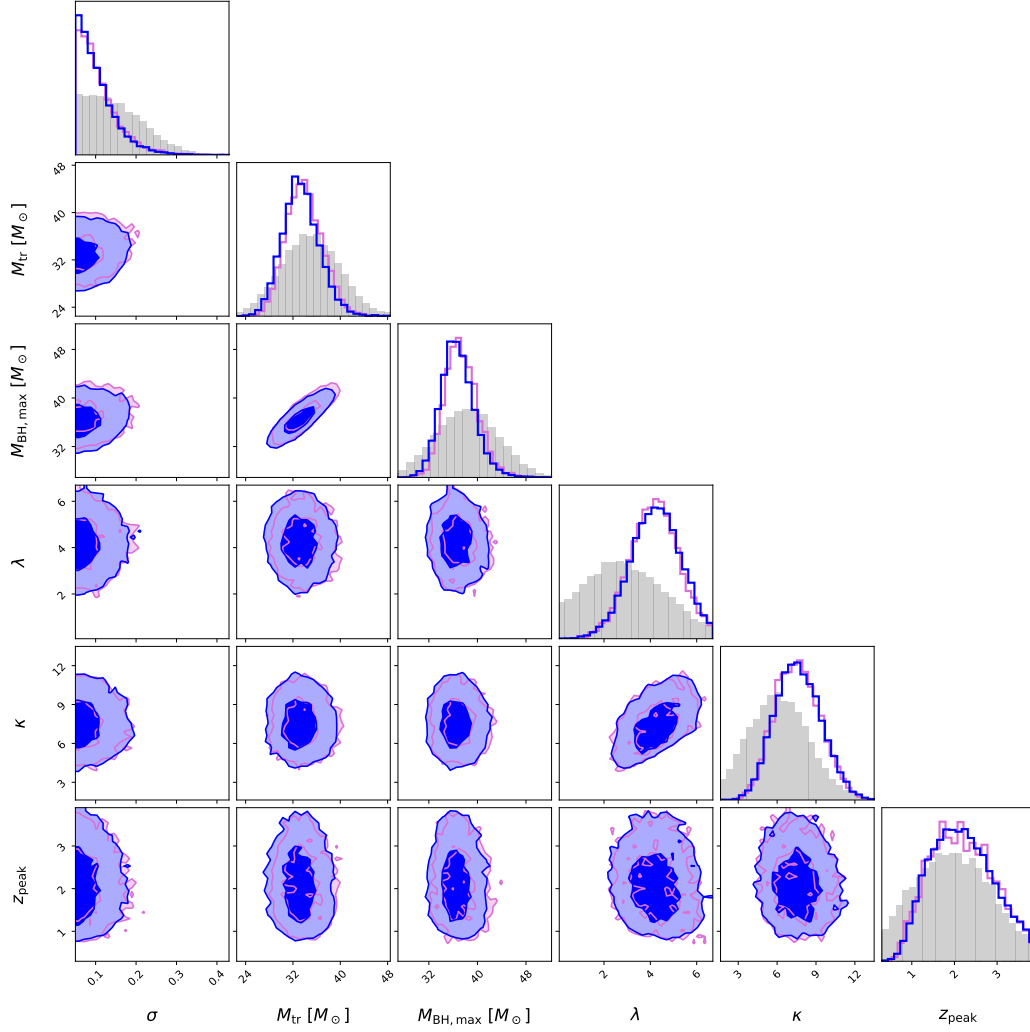 48
40
32
24
M_tr [M_⊙]
48
40
32
M_BH, max [M_⊙]
6
4
2
λ
12
9
6
3
κ
3
2
1
z_peak
0.1 0.2 0.3 0.4
24 32 40 48
32 40 48
2 4 6
3 6 9 12
1 2 3
σ M_tr [M_⊙] M_BH, max [M_⊙] λ κ z_peak